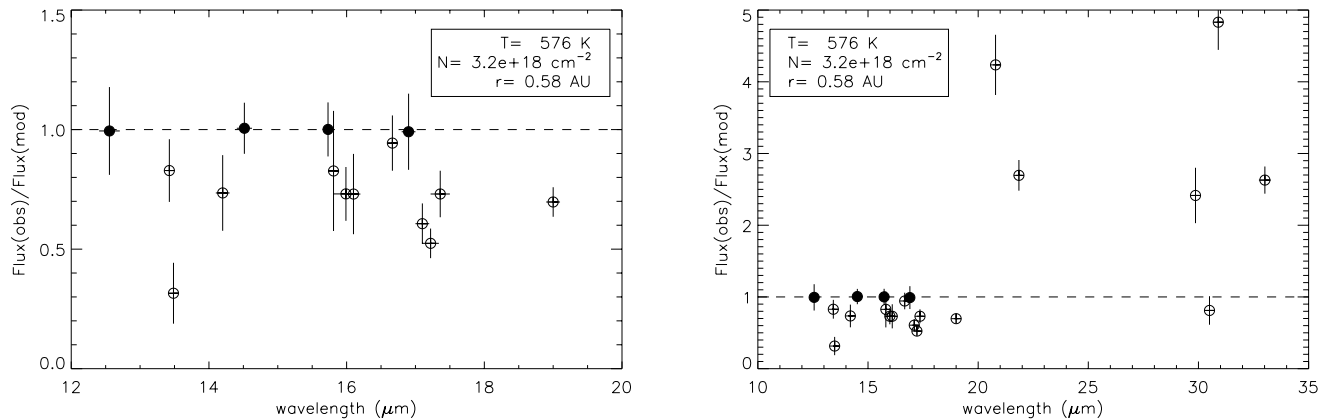 1.5
1.0
0.5
0.0
Flux(obs)/Flux(mod)
T= 576 K
N= 3.2e+18 cm⁻²
r= 0.58 AU
12 14 16 18 20
wavelength (μm)
5
4
3
2
1
0
Flux(obs)/Flux(mod)
T= 576 K
N= 3.2e+18 cm⁻²
r= 0.58 AU
10 15 20 25 30 35
wavelength (μm)